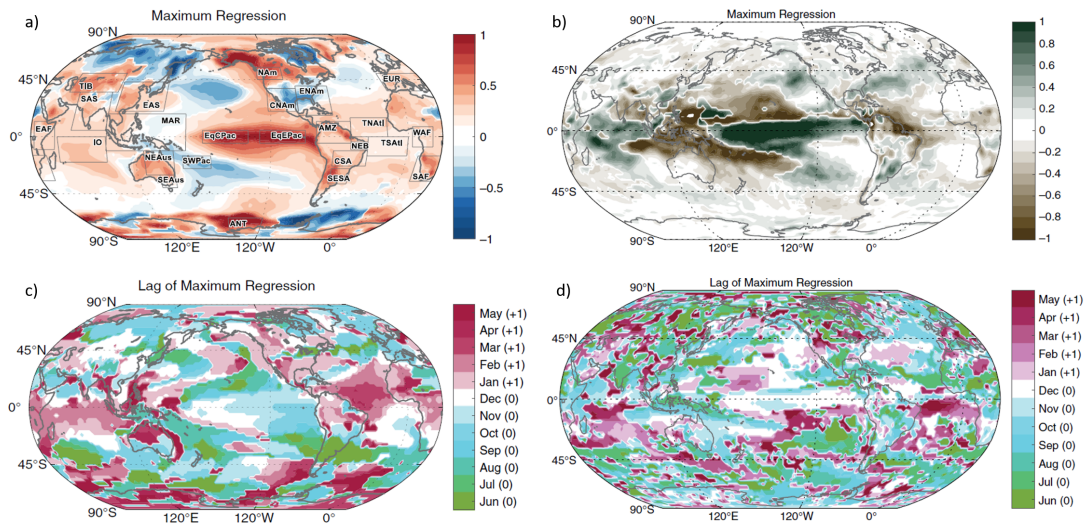 a)
Maximum Regression
90°N
45°N
0°
45°S
90°S
120°E
120°W
0°
NAm
EUR
TIB
SAS
ENAm
EAS
CNAm
MAR
TNAtl
EAF
EqCPac
EqEPac
AMZ
WAF
IO
NEB
TSAtl
NEAus
SWPac
CSA
SEAus
SESA
SAF
ANT
1
0.5
0
−0.5
−1
b)
Maximum Regression
90°N
45°N
0°
45°S
90°S
120°E
120°W
0°
1
0.8
0.6
0.4
0.2
0
−0.2
−0.4
−0.6
−0.8
−1
c)
Lag of Maximum Regression
90°N
45°N
0°
45°S
90°S
120°E
120°W
0°
May (+1)
Apr (+1)
Mar (+1)
Feb (+1)
Jan (+1)
Dec (0)
Nov (0)
Oct (0)
Sep (0)
Aug (0)
Jul (0)
Jun (0)
d)
Lag of Maximum Regression
90°N
45°N
0°
45°S
90°S
120°E
120°W
0°
May (+1)
Apr (+1)
Mar (+1)
Feb (+1)
Jan (+1)
Dec (0)
Nov (0)
Oct (0)
Sep (0)
Aug (0)
Jul (0)
Jun (0)